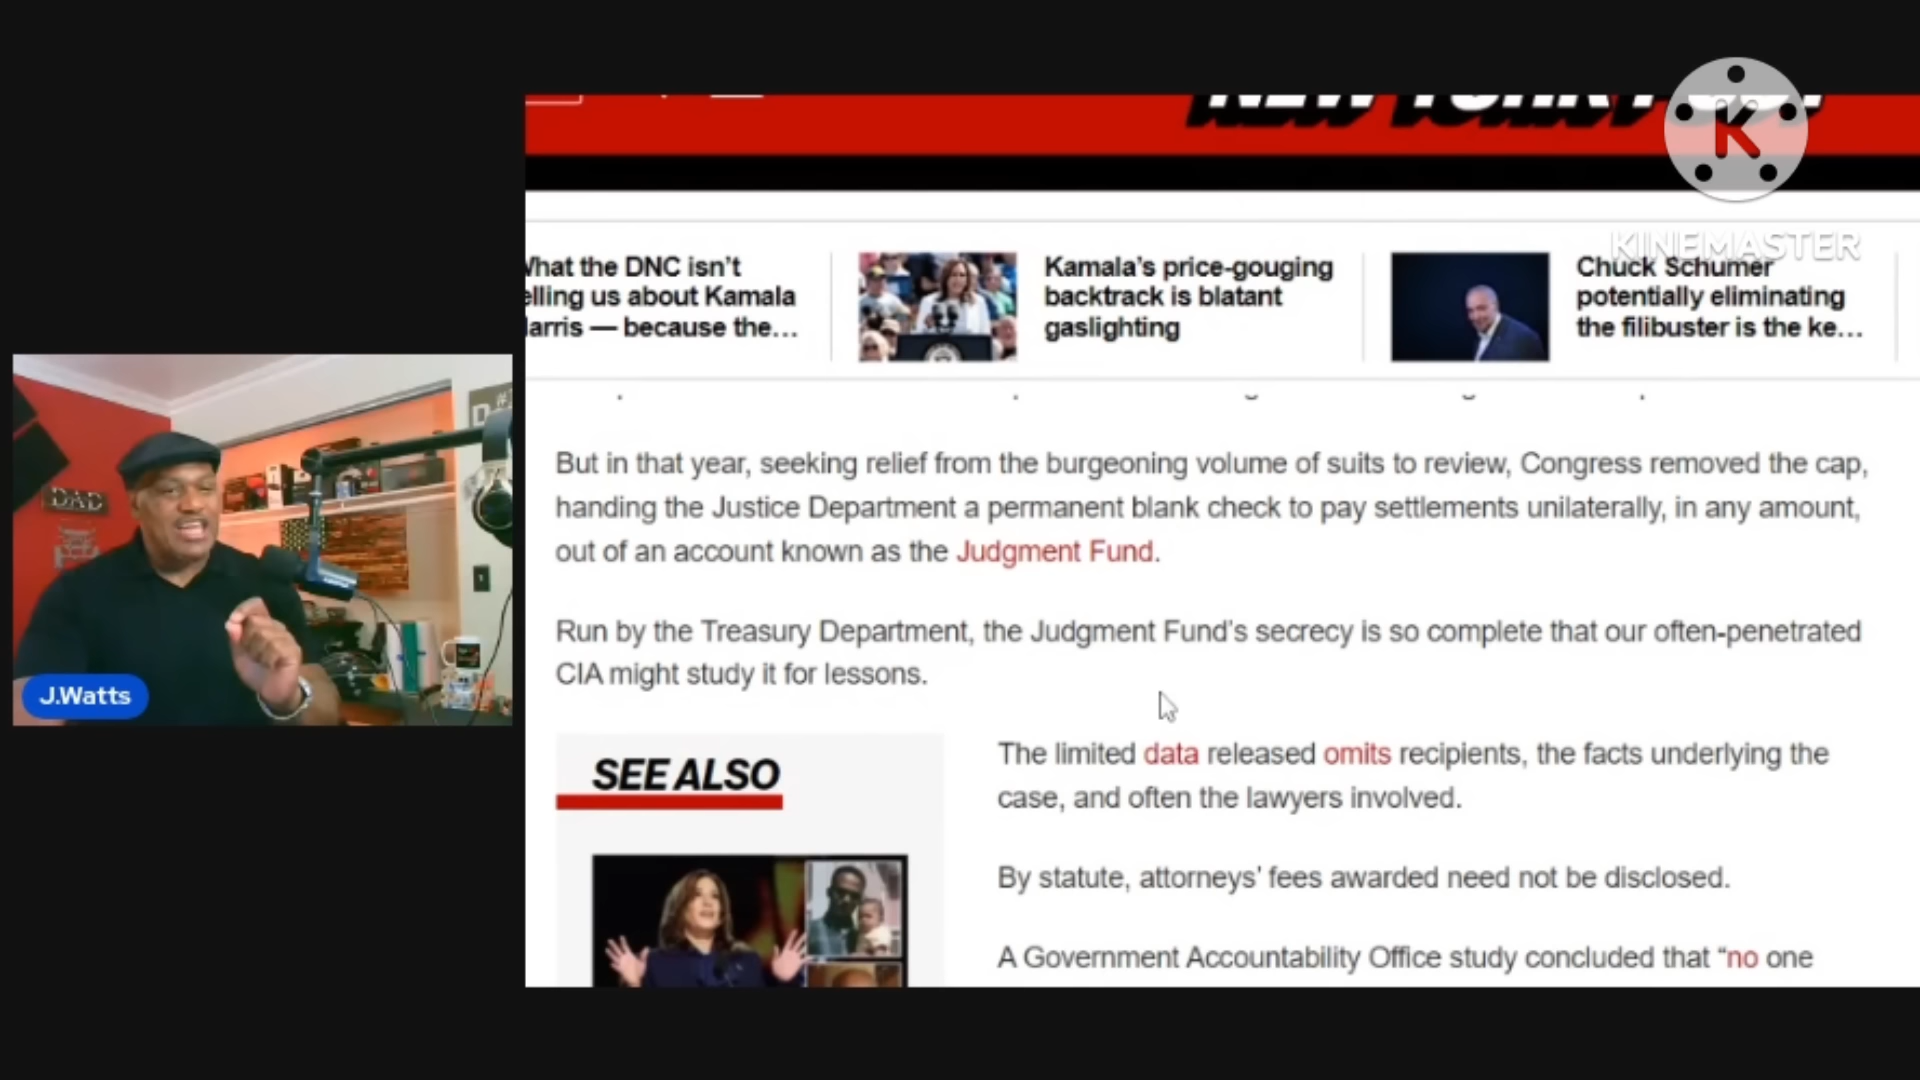 NEW YORK POST
KINEMASTER
What the DNC isn't
elling us about Kamala
Harris — because the...
Kamala's price-gouging
backtrack is blatant
gaslighting
Chuck Schumer
potentially eliminating
the filibuster is the ke...
But in that year, seeking relief from the burgeoning volume of suits to review, Congress removed the cap,
handing the Justice Department a permanent blank check to pay settlements unilaterally, in any amount,
out of an account known as the Judgment Fund.
Run by the Treasury Department, the Judgment Fund's secrecy is so complete that our often-penetrated
CIA might study it for lessons.
SEE ALSO
The limited data released omits recipients, the facts underlying the
case, and often the lawyers involved.
By statute, attorneys' fees awarded need not be disclosed.
A Government Accountability Office study concluded that “no one
DAD
J.Watts